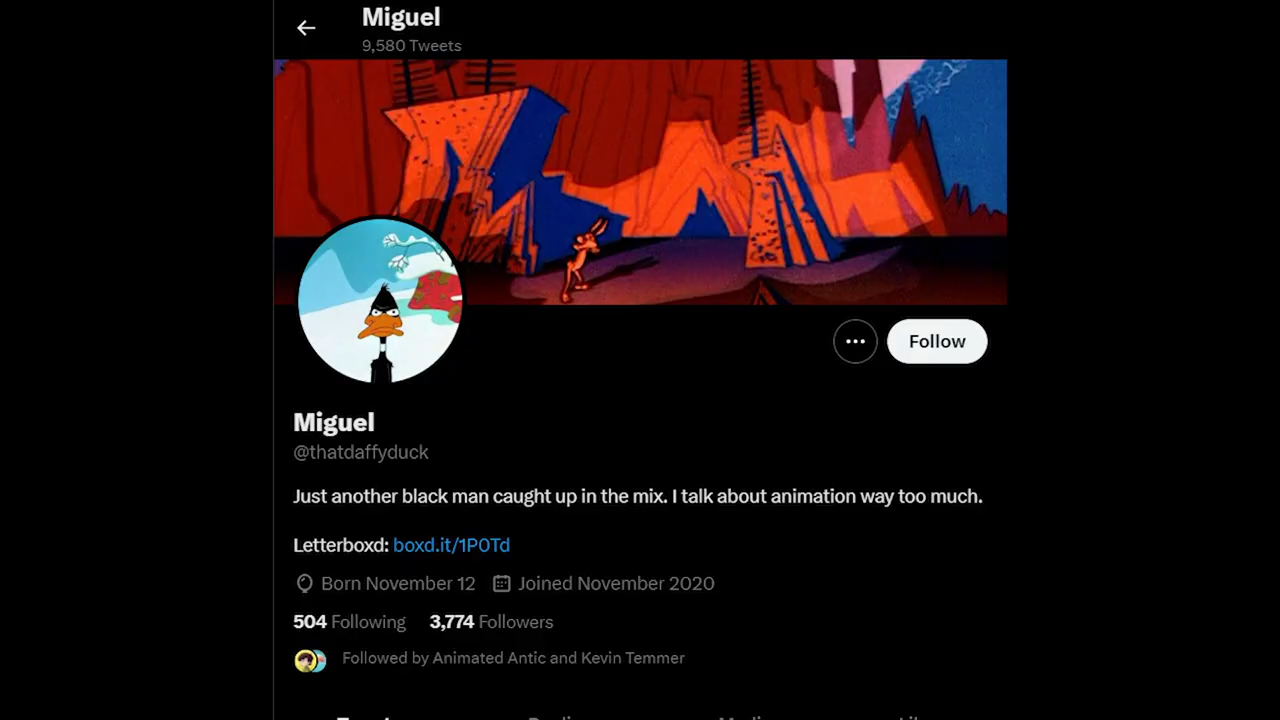 Miguel
9,580 Tweets
Follow
Miguel
@thatdaffyduck
Just another black man caught up in the mix. I talk about animation way too much.
Letterboxd: boxd.it/1P0Td
Born November 12 Joined November 2020
504 Following 3,774 Followers
Followed by Animated Antic and Kevin Temmer